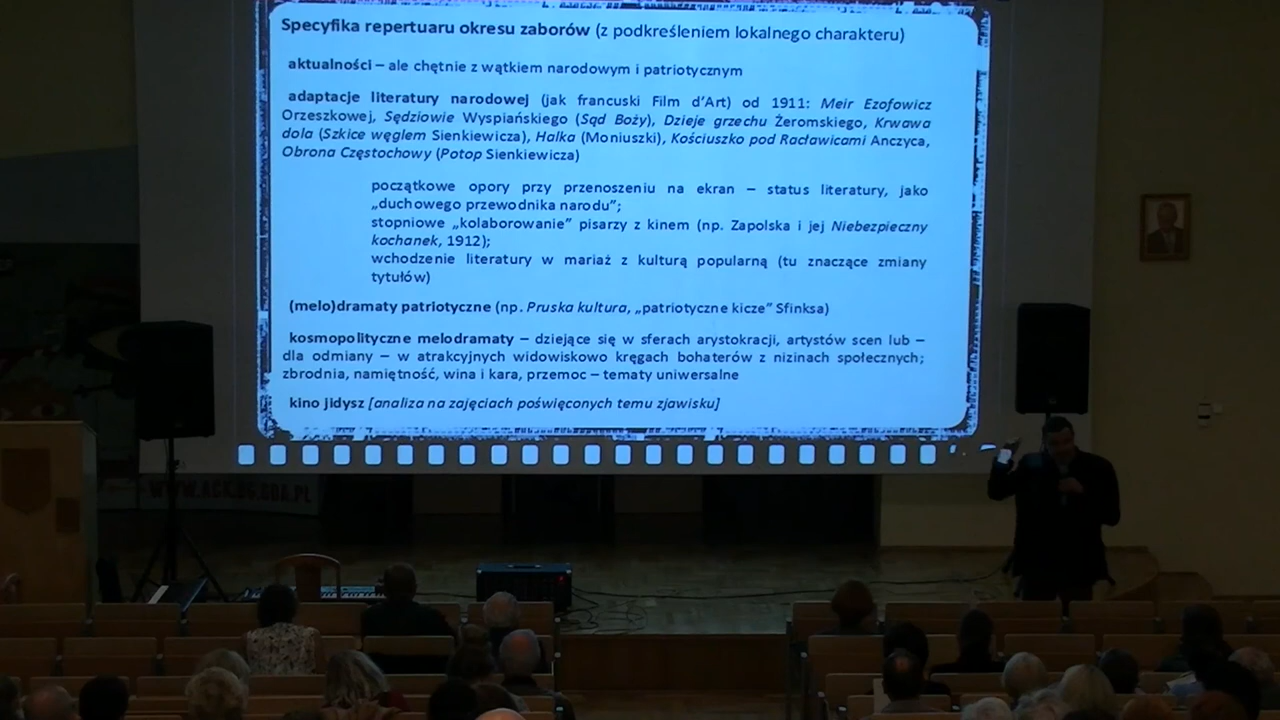 Specyfika repertuaru okresu zaborów (z podkreśleniem lokalnego charakteru)
aktualności – ale chętnie z wątkiem narodowym i patriotycznym
adaptacje literatury narodowej (jak francuski Film d'Art) od 1911: Meir Ezofowicz
Orzeszkowej, Sędziowie Wyspiańskiego (Sąd Boży), Dzieje grzechu Żeromskiego, Krwawa
dola (Szkice węglem Sienkiewicza), Halka (Moniuszki), Kościuszko pod Racławicami Anczyca,
Obrona Częstochowy (Potop Sienkiewicza)
początkowe opory przy przenoszeniu na ekran – status literatury, jako
„duchowego przewodnika narodu”;
stopniowe „kolaborowanie” pisarzy z kinem (np. Zapolska i jej Niebezpieczny
kochanek, 1912);
wchodzenie literatury w mariaż z kulturą popularną (tu znaczące zmiany
tytułów)
(melo)dramaty patriotyczne (np. Pruska kultura, „patriotyczne kicze” Sfinksa)
kosmopolityczne melodramaty – dziejące się w sferach arystokracji, artystów scen lub –
dla odmiany – w atrakcyjnych widowiskowo kręgach bohaterów z nizinach społecznych;
zbrodnia, namiętność, wina i kara, przemoc – tematy uniwersalne
kino jidysz [analiza na zajęciach poświęconych temu zjawisku]